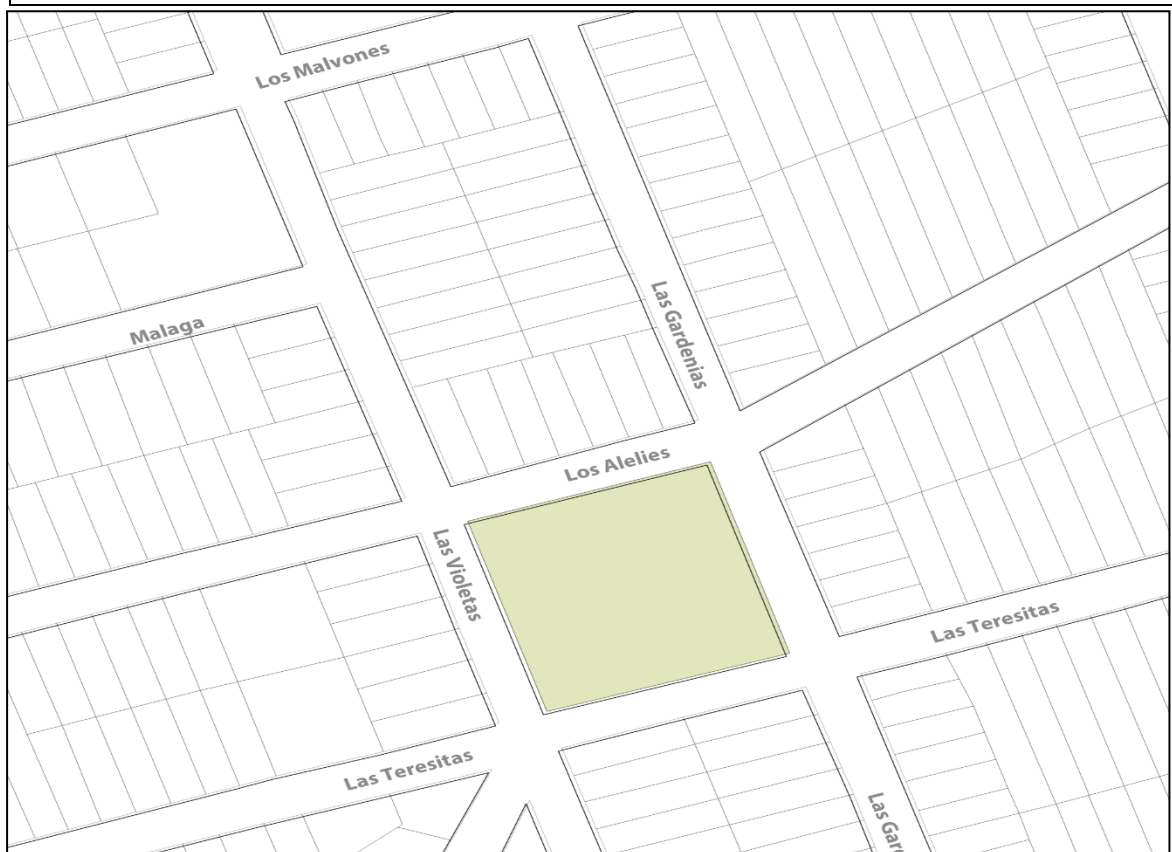 Los Malvones
Malaga
Las Gardenias
Los Alelies
Las Violetas
Las Teresitas
Las Teresitas